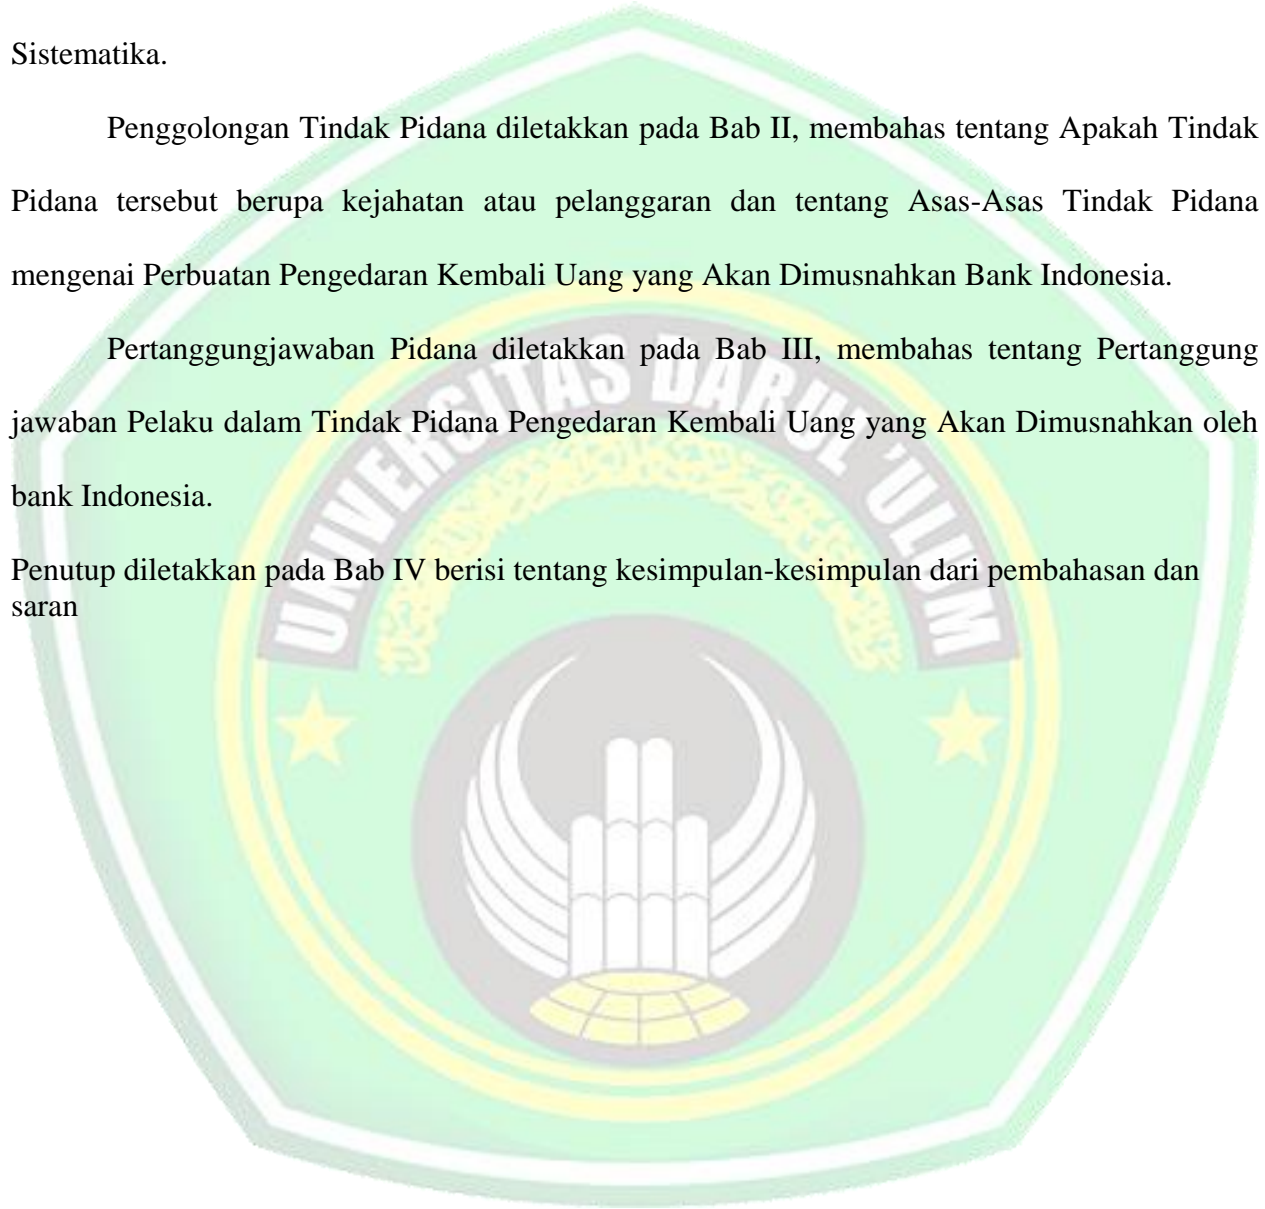 Sistematika.
Penggolongan Tindak Pidana diletakkan pada Bab II, membahas tentang Apakah Tindak
Pidana tersebut berupa kejahatan atau pelanggaran dan tentang Asas-Asas Tindak Pidana
mengenai Perbuatan Pengedaran Kembali Uang yang Akan Dimusnahkan Bank Indonesia.
Pertanggungjawaban Pidana diletakkan pada Bab III, membahas tentang Pertanggung
jawaban Pelaku dalam Tindak Pidana Pengedaran Kembali Uang yang Akan Dimusnahkan oleh
bank Indonesia.
Penutup diletakkan pada Bab IV berisi tentang kesimpulan-kesimpulan dari pembahasan dan
saran
UNIVERSITAS DARUL 'ULUM